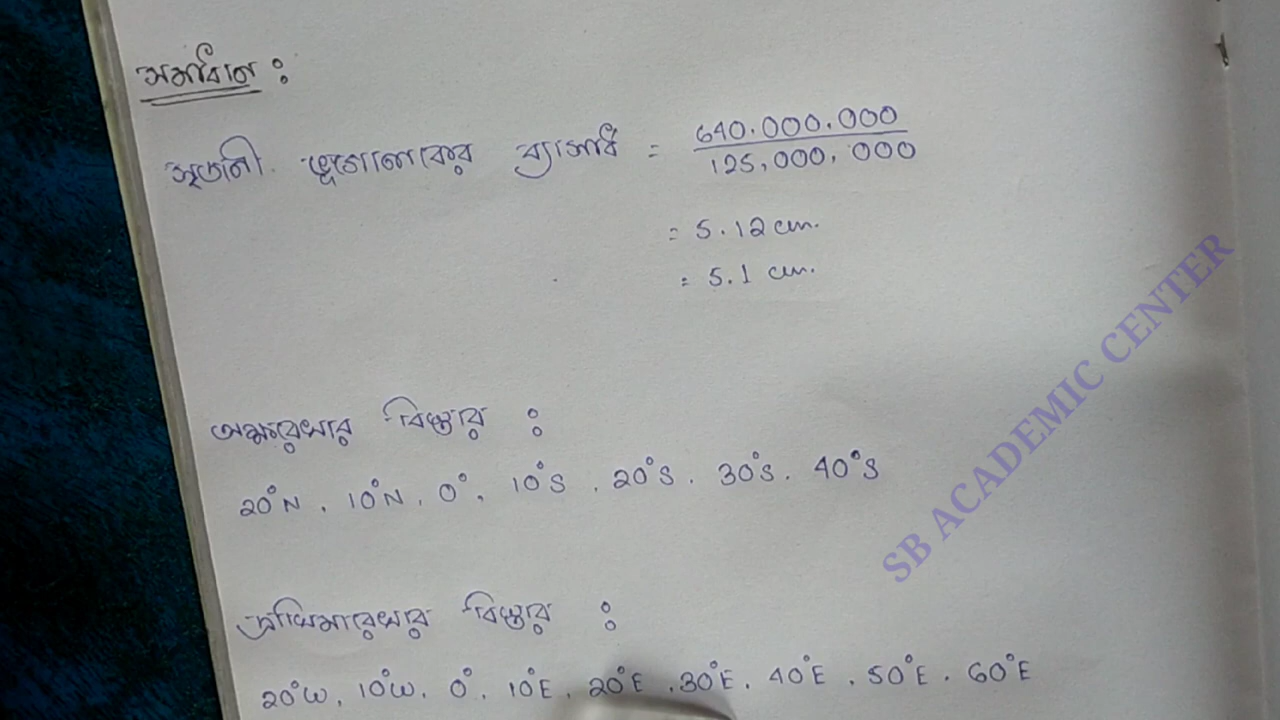 সমাধান :
সৃজনী ভূগোলকের ব্যাসার্ধ = 640,000,000 / 125,000,000
= 5.12 cm.
= 5.1 cm.
অক্ষরেখার বিস্তার :
20°N, 10°N, 0°, 10°S, 20°S, 30°S, 40°S
দ্রাঘিমারেখার বিস্তার :
20°W, 10°W, 0°, 10°E, 20°E, 30°E, 40°E, 50°E, 60°E
SB ACADEMIC CENTER